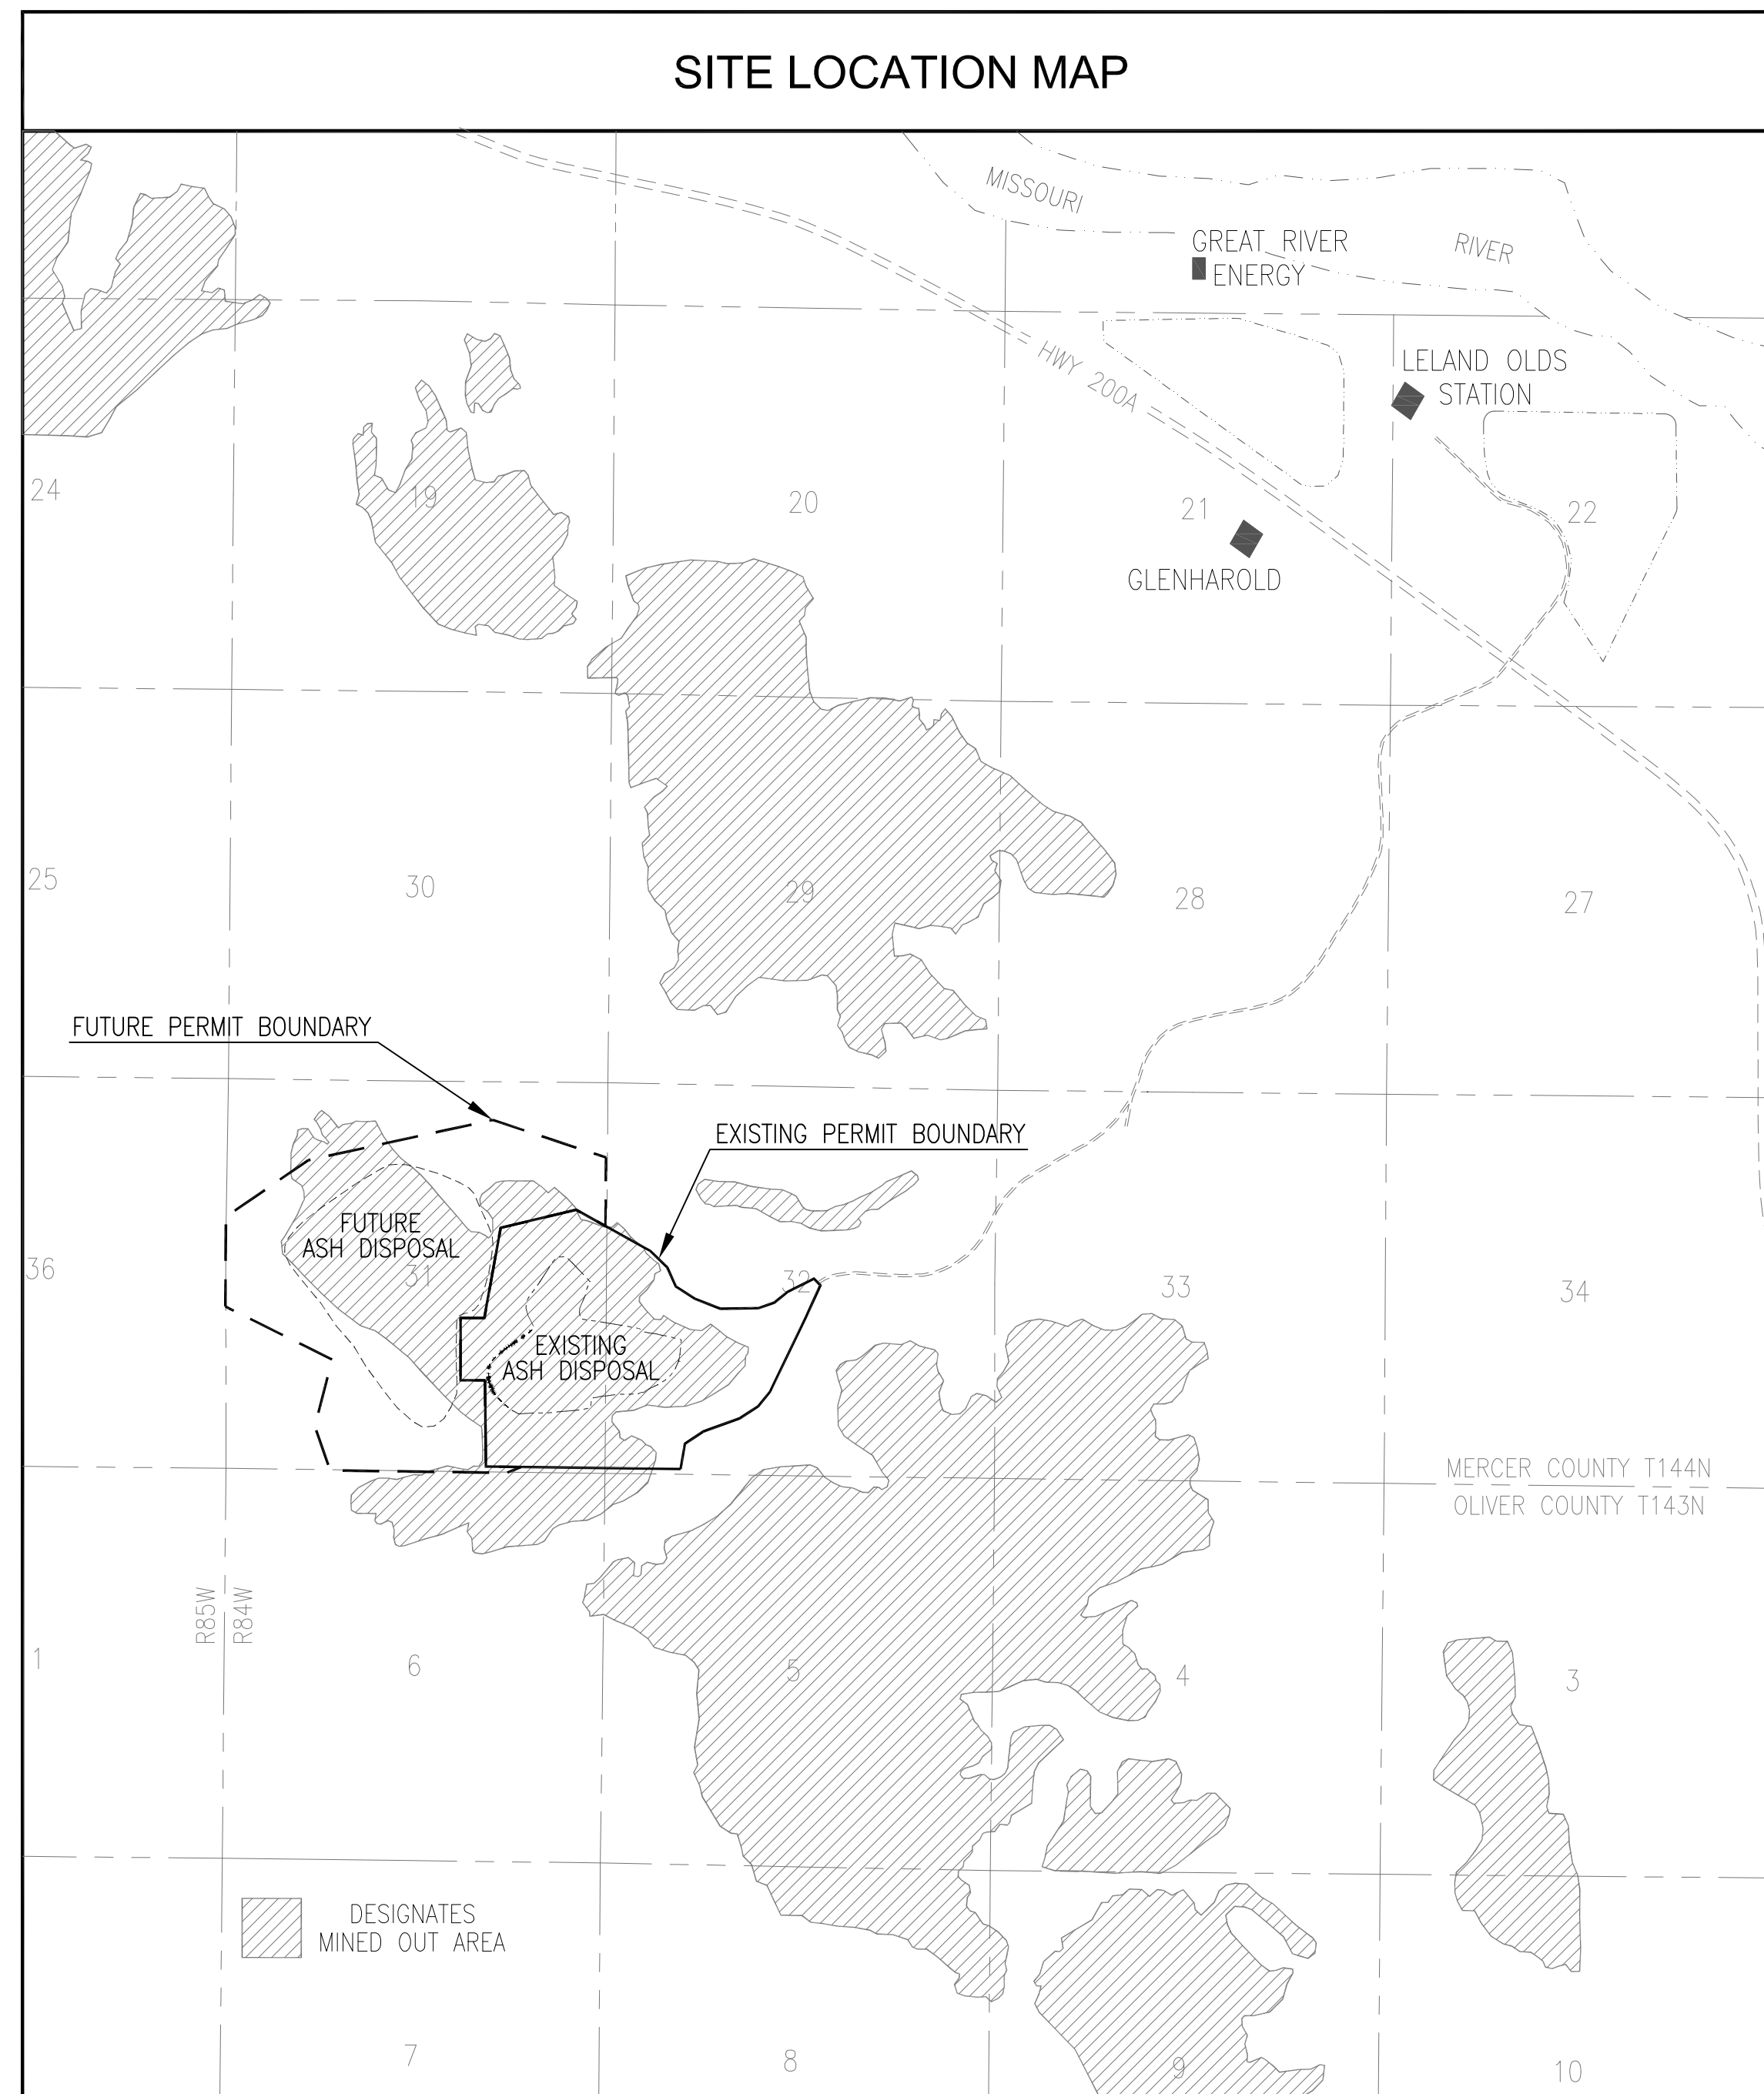 SITE LOCATION MAP
MISSOURI
RIVER
GREAT RIVER
ENERGY
HWY 200A
LELAND OLDS
STATION
24
19
20
21
22
GLENHAROLD
25
30
29
28
27
FUTURE PERMIT BOUNDARY
EXISTING PERMIT BOUNDARY
FUTURE
ASH DISPOSAL
36
31
32
33
34
EXISTING
ASH DISPOSAL
MERCER COUNTY T144N
OLIVER COUNTY T143N
R85W
R84W
1
6
5
4
3
DESIGNATES
MINED OUT AREA
7
8
9
10